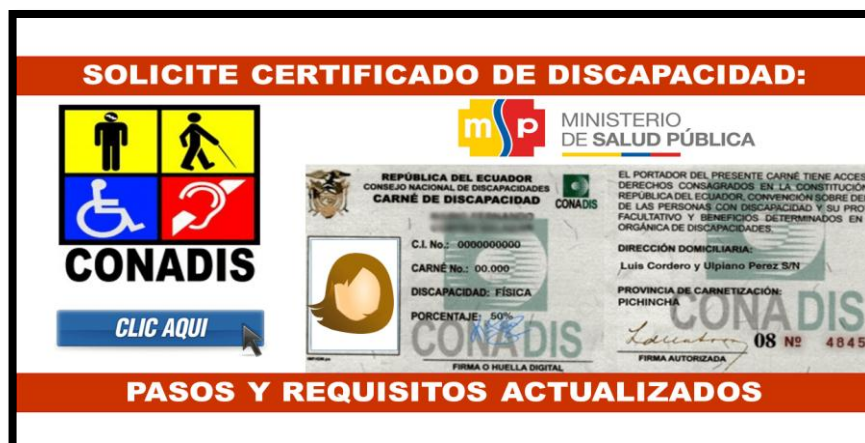 SOLICITE CERTIFICADO DE DISCAPACIDAD:
CONADIS
CLIC AQUI
msp
MINISTERIO
DE SALUD PÚBLICA
REPÚBLICA DEL ECUADOR
CONSEJO NACIONAL DE DISCAPACIDADES
CARNÉ DE DISCAPACIDAD
CONADIS
C.I. No.: 0000000000
CARNÉ No.: 00.000
DISCAPACIDAD: FÍSICA
PORCENTAJE: 50%
CONADIS
FIRMA O HUELLA DIGITAL
EL PORTADOR DEL PRESENTE CARNÉ TIENE ACCES
DERECHOS CONSAGRADOS EN LA CONSTITUCIÓN
REPÚBLICA DEL ECUADOR, CONVENCIÓN SOBRE DE
DE LAS PERSONAS CON DISCAPACIDAD Y SU PRO
FACULTATIVO Y BENEFICIOS DETERMINADOS EN
ORGÁNICA DE DISCAPACIDADES.
DIRECCIÓN DOMICILIARIA:
Luis Cordero y Ulpiano Perez S/N
PROVINCIA DE CARNETIZACIÓN:
PICHINCHA
CONADIS
08 Nº 4845
FIRMA AUTORIZADA
PASOS Y REQUISITOS ACTUALIZADOS